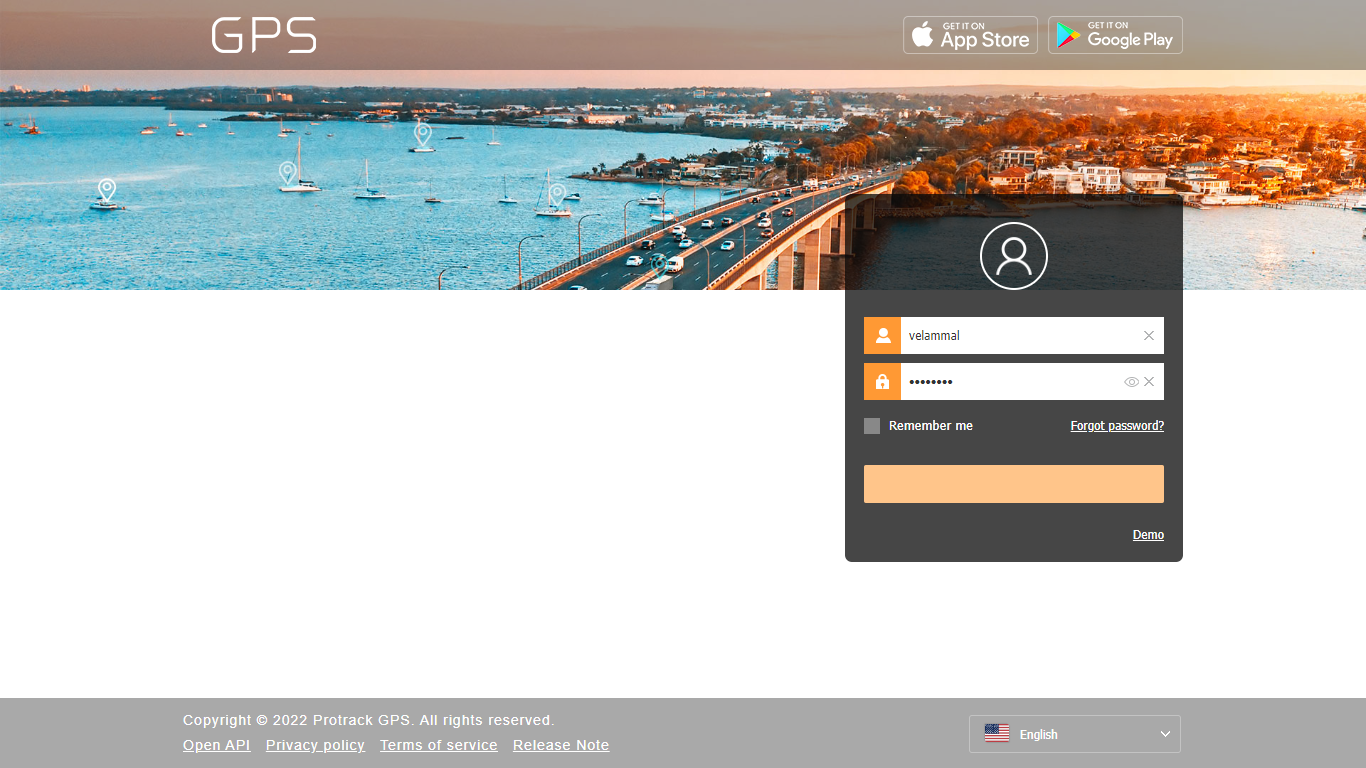 GPS
GET IT ON
App Store
GET IT ON
Google Play
velammal
••••••••
Remember me
Forgot password?
Demo
Copyright © 2022 Protrack GPS. All rights reserved.
Open API Privacy policy Terms of service Release Note
English